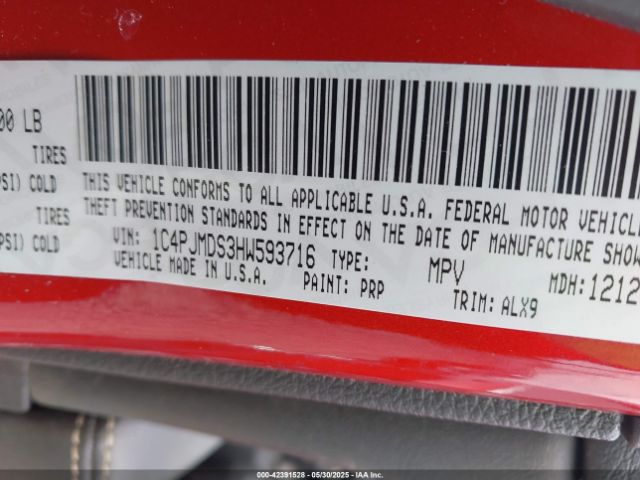 00 LB
TIRES
PSI) COLD
TIRES
PSI) COLD
THIS VEHICLE CONFORMS TO ALL APPLICABLE U.S.A. FEDERAL MOTOR VEHICLE
THEFT PREVENTION STANDARDS IN EFFECT ON THE DATE OF MANUFACTURE SHOW
VIN: 1C4PJMDS3HW593716 TYPE: MPV MDH:1212
VEHICLE MADE IN U.S.A. PAINT: PRP TRIM: ALX9
000-42391528 - 05/30/2025 - IAA Inc.